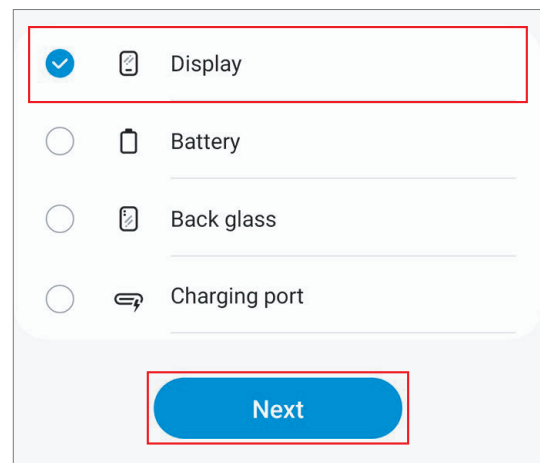 Display
Battery
Back glass
Charging port
Next